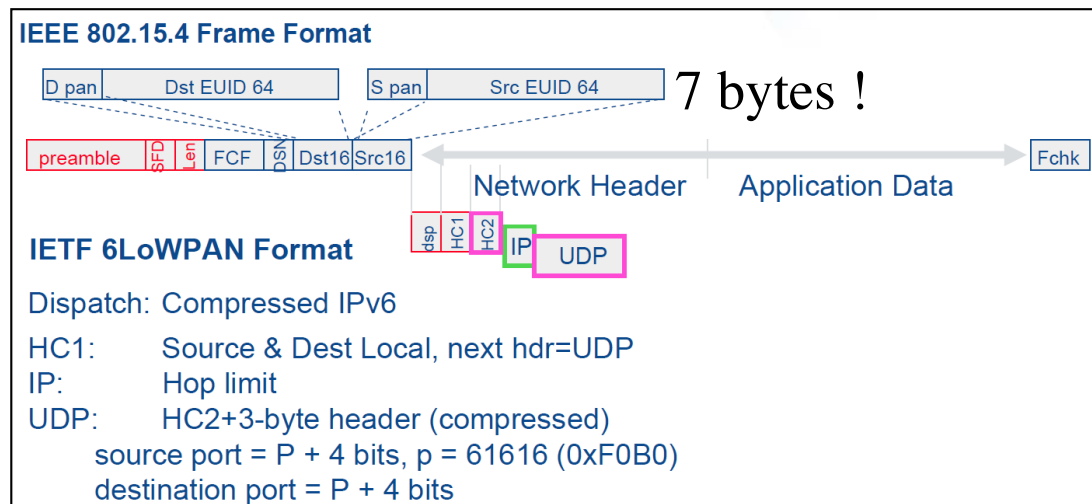 IEEE 802.15.4 Frame Format
D pan Dst EUID 64 S pan Src EUID 64 7 bytes !
preamble SFD Len FCF DSN Dst16 Src16 Fchk
Network Header Application Data
dsp HC1 HC2 IP UDP
IETF 6LoWPAN Format
Dispatch: Compressed IPv6
HC1: Source & Dest Local, next hdr=UDP
IP: Hop limit
UDP: HC2+3-byte header (compressed)
source port = P + 4 bits, p = 61616 (0xF0B0)
destination port = P + 4 bits